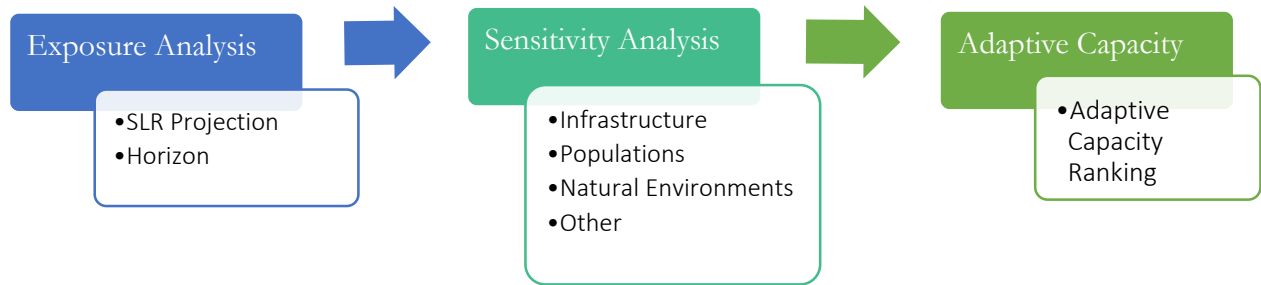 Exposure Analysis
•SLR Projection
•Horizon
Sensitivity Analysis
•Infrastructure
•Populations
•Natural Environments
•Other
Adaptive Capacity
•Adaptive
Capacity
Ranking